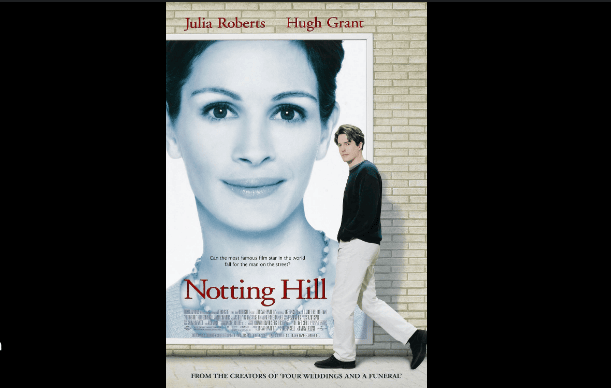 Julia Roberts Hugh Grant
Can the most famous film star in the world
fall for the man on the street?
Notting Hill
FROM THE CREATORS OF 'FOUR WEDDINGS AND A FUNERAL'